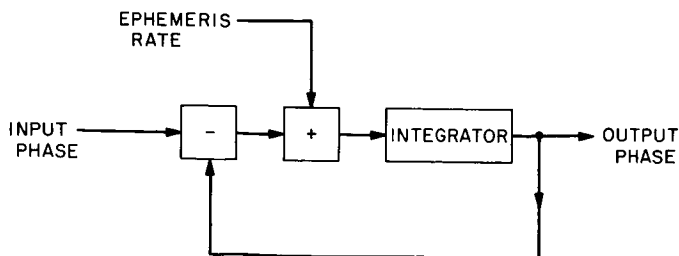 EPHEMERIS
RATE
INPUT
PHASE
-
+
INTEGRATOR
OUTPUT
PHASE